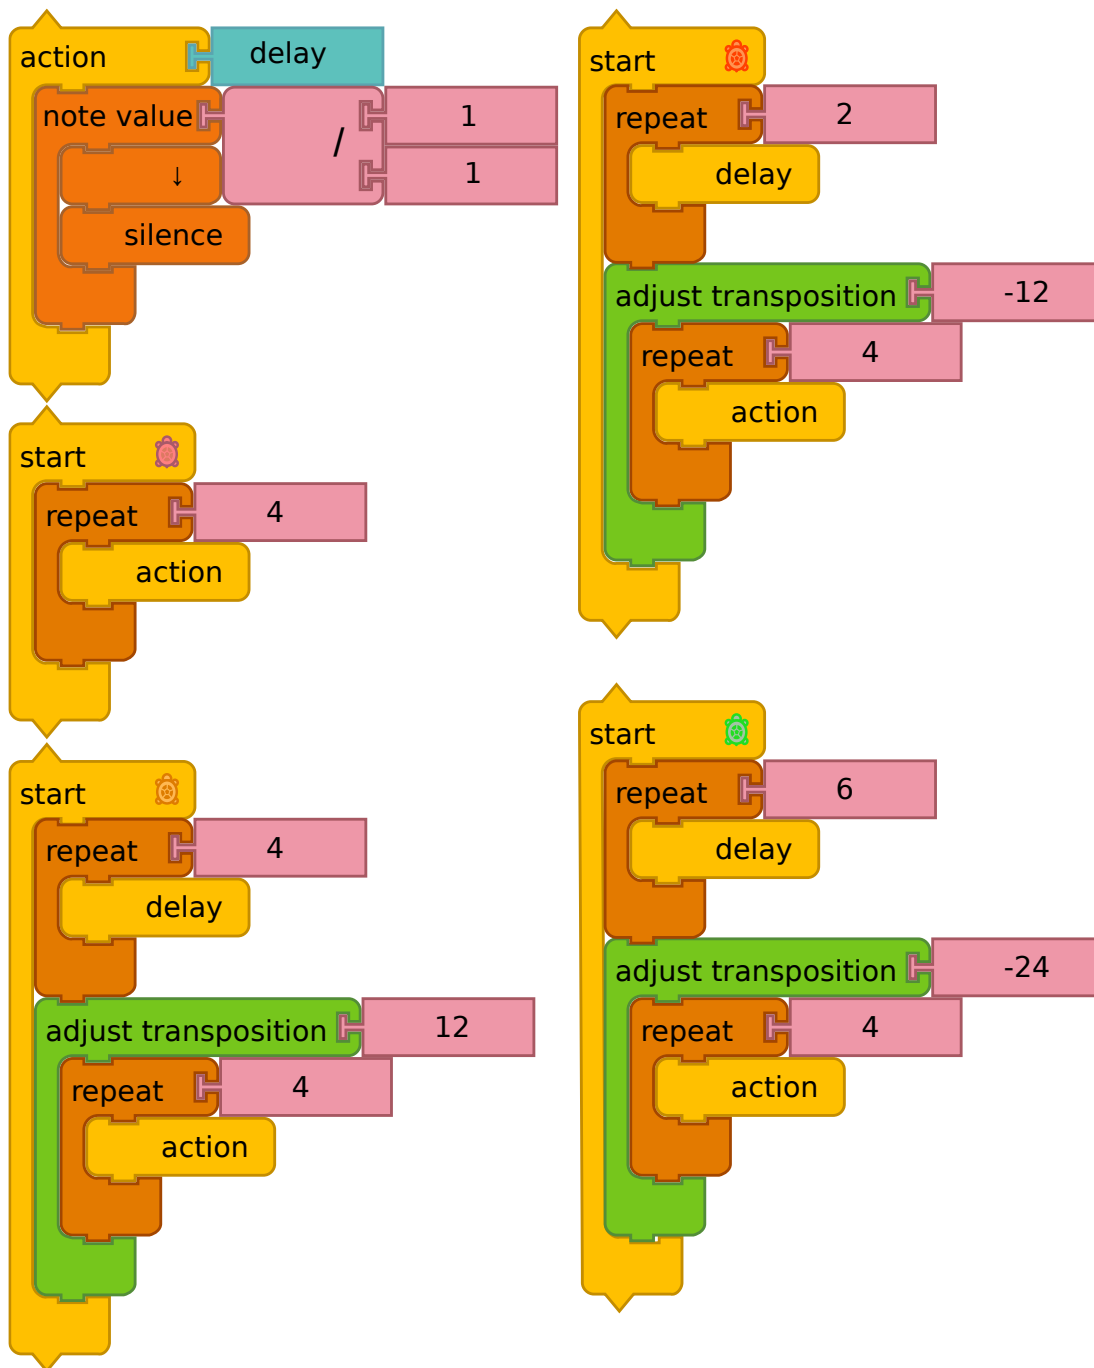 action delay
note value / 1
↓ 1
silence
start
repeat 4
action
start
repeat 4
delay
adjust transposition 12
repeat 4
action
start
repeat 2
delay
adjust transposition -12
repeat 4
action
start
repeat 6
delay
adjust transposition -24
repeat 4
action